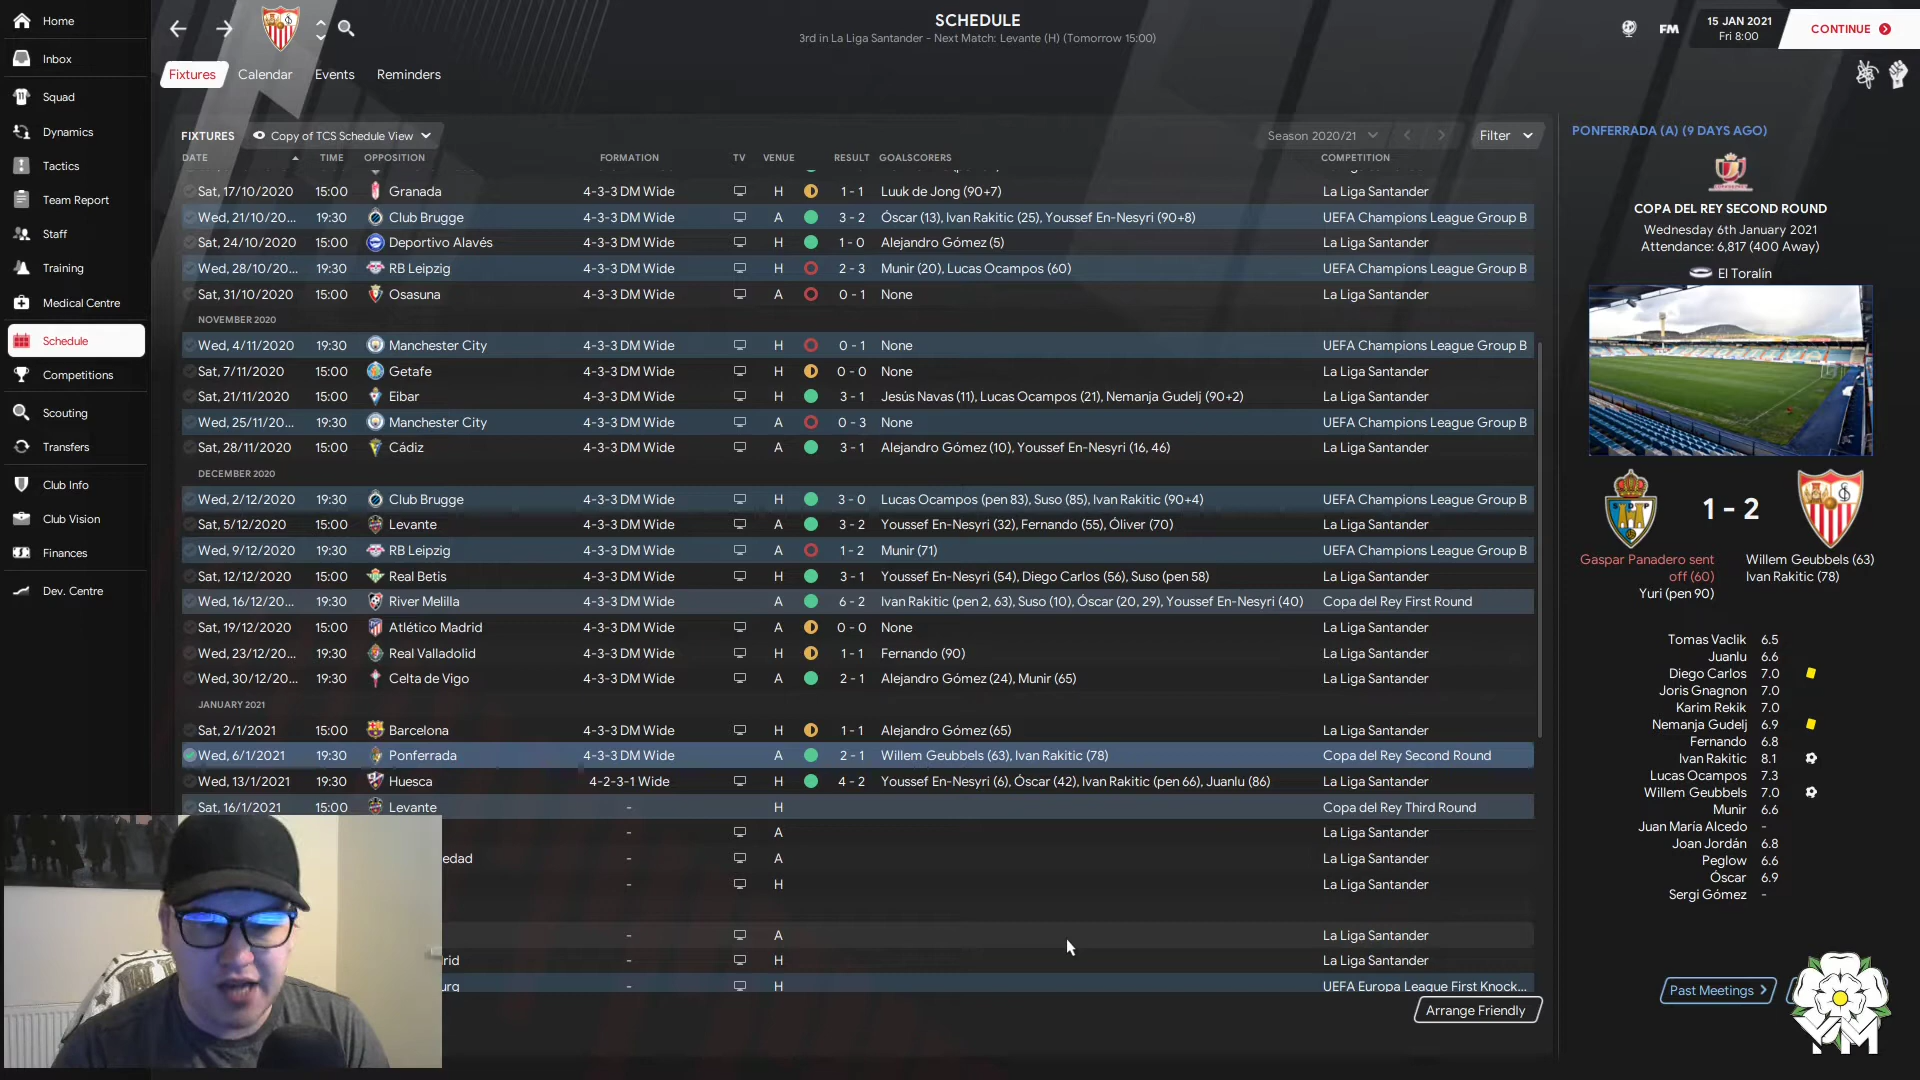 Home
Inbox
Squad
Dynamics
Tactics
Team Report
Staff
Training
Medical Centre
Schedule
Competitions
Scouting
Transfers
Club Info
Club Vision
Finances
Dev. Centre
SCHEDULE
3rd in La Liga Santander - Next Match: Levante (H) (Tomorrow 15:00)
FM
15 JAN 2021
Fri 8:00
CONTINUE
Fixtures Calendar Events Reminders
FIXTURES Copy of TCS Schedule View Season 2020/21 Filter
DATE TIME OPPOSITION FORMATION TV VENUE RESULT GOALSCORERS COMPETITION
Sat, 17/10/2020 15:00 Granada 4-3-3 DM Wide H 1 - 1 Luuk de Jong (90+7) La Liga Santander
Wed, 21/10/20... 19:30 Club Brugge 4-3-3 DM Wide A 3 - 2 Óscar (13), Ivan Rakitic (25), Youssef En-Nesyri (90+8) UEFA Champions League Group B
Sat, 24/10/2020 15:00 Deportivo Alavés 4-3-3 DM Wide H 1 - 0 Alejandro Gómez (5) La Liga Santander
Wed, 28/10/20... 19:30 RB Leipzig 4-3-3 DM Wide H 2 - 3 Munir (20), Lucas Ocampos (60) UEFA Champions League Group B
Sat, 31/10/2020 15:00 Osasuna 4-3-3 DM Wide A 0 - 1 None La Liga Santander
NOVEMBER 2020
Wed, 4/11/2020 19:30 Manchester City 4-3-3 DM Wide H 0 - 1 None UEFA Champions League Group B
Sat, 7/11/2020 15:00 Getafe 4-3-3 DM Wide H 0 - 0 None La Liga Santander
Sat, 21/11/2020 15:00 Eibar 4-3-3 DM Wide H 3 - 1 Jesús Navas (11), Lucas Ocampos (21), Nemanja Gudelj (90+2) La Liga Santander
Wed, 25/11/20... 19:30 Manchester City 4-3-3 DM Wide A 0 - 3 None UEFA Champions League Group B
Sat, 28/11/2020 15:00 Cádiz 4-3-3 DM Wide A 3 - 1 Alejandro Gómez (10), Youssef En-Nesyri (16, 46) La Liga Santander
DECEMBER 2020
Wed, 2/12/2020 19:30 Club Brugge 4-3-3 DM Wide H 3 - 0 Lucas Ocampos (pen 83), Suso (85), Ivan Rakitic (90+4) UEFA Champions League Group B
Sat, 5/12/2020 15:00 Levante 4-3-3 DM Wide A 3 - 2 Youssef En-Nesyri (32), Fernando (55), Óliver (70) La Liga Santander
Wed, 9/12/2020 19:30 RB Leipzig 4-3-3 DM Wide A 1 - 2 Munir (71) UEFA Champions League Group B
Sat, 12/12/2020 15:00 Real Betis 4-3-3 DM Wide H 3 - 1 Youssef En-Nesyri (54), Diego Carlos (56), Suso (pen 58) La Liga Santander
Wed, 16/12/20... 19:30 River Melilla 4-3-3 DM Wide A 6 - 2 Ivan Rakitic (pen 2, 63), Suso (10), Óscar (20, 29), Youssef En-Nesyri (40) Copa del Rey First Round
Sat, 19/12/2020 15:00 Atlético Madrid 4-3-3 DM Wide A 0 - 0 None La Liga Santander
Wed, 23/12/20... 19:30 Real Valladolid 4-3-3 DM Wide H 1 - 1 Fernando (90) La Liga Santander
Wed, 30/12/20... 19:30 Celta de Vigo 4-3-3 DM Wide A 2 - 1 Alejandro Gómez (24), Munir (65) La Liga Santander
JANUARY 2021
Sat, 2/1/2021 15:00 Barcelona 4-3-3 DM Wide H 1 - 1 Alejandro Gómez (65) La Liga Santander
Wed, 6/1/2021 19:30 Ponferrada 4-3-3 DM Wide A 2 - 1 Willem Geubbels (63), Ivan Rakitic (78) Copa del Rey Second Round
Wed, 13/1/2021 19:30 Huesca 4-2-3-1 Wide H 4 - 2 Youssef En-Nesyri (6), Óscar (42), Ivan Rakitic (pen 66), Juanlu (86) La Liga Santander
Sat, 16/1/2021 15:00 Levante - H Copa del Rey Third Round
- A La Liga Santander
edad - A La Liga Santander
- H La Liga Santander
- A La Liga Santander
rid - H La Liga Santander
urg - H UEFA Europa League First Knock...
Arrange Friendly
PONFERRADA (A) (9 DAYS AGO)
COPA DEL REY SECOND ROUND
Wednesday 6th January 2021
Attendance: 6,817 (400 Away)
El Toralín
1 - 2
Gaspar Panadero sent off (60)
Yuri (pen 90)
Willem Geubbels (63)
Ivan Rakitic (78)
Tomas Vaclik 6.5
Juanlu 6.6
Diego Carlos 7.0
Joris Gnagnon 7.0
Karim Rekik 7.0
Nemanja Gudelj 6.9
Fernando 6.8
Ivan Rakitic 8.1
Lucas Ocampos 7.3
Willem Geubbels 7.0
Munir 6.6
Juan María Alcedo -
Joan Jordán 6.8
Peglow 6.6
Óscar 6.9
Sergi Gómez -
Past Meetings